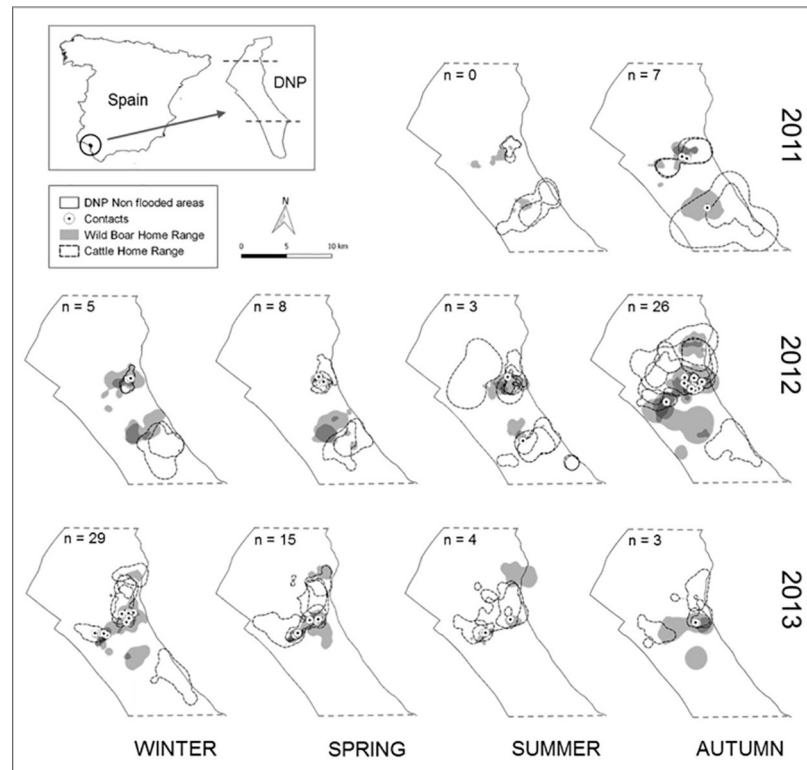 Spain
DNP
DNP Non flooded areas
Contacts
Wild Boar Home Range
Cattle Home Range
N
0 5 10 km
n = 0
n = 7
2011
n = 5
n = 8
n = 3
n = 26
2012
n = 29
n = 15
n = 4
n = 3
2013
WINTER
SPRING
SUMMER
AUTUMN